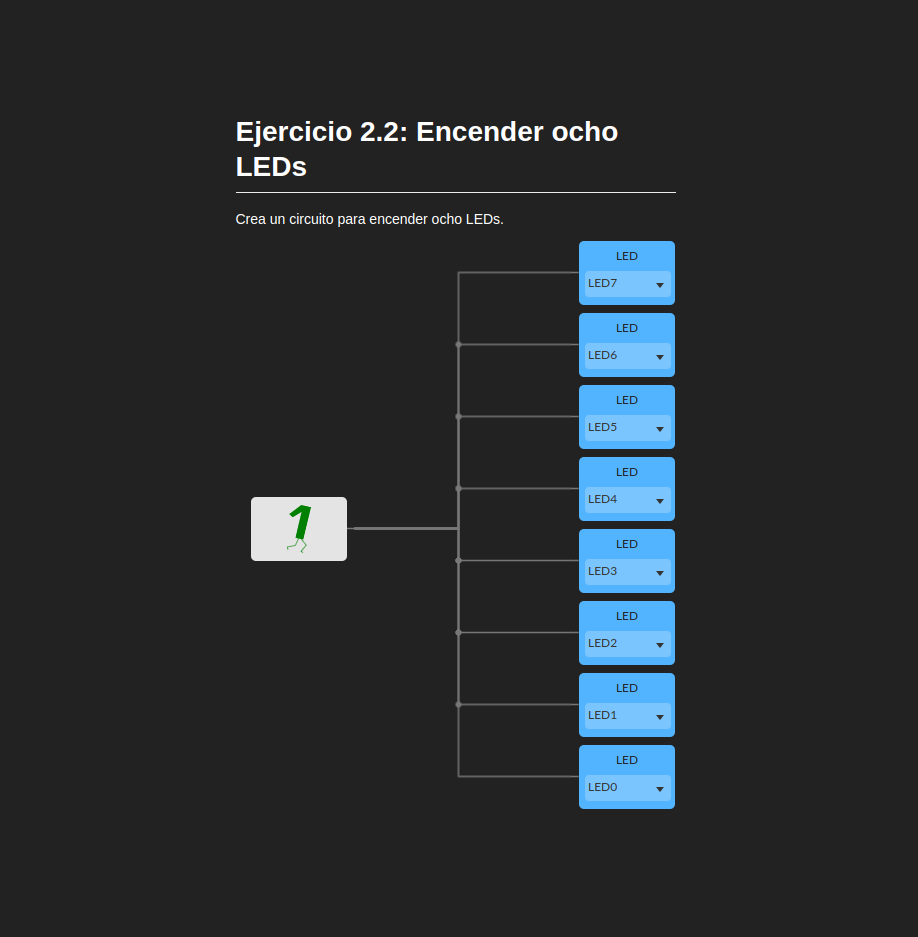 Ejercicio 2.2: Encender ocho
LEDs
Crea un circuito para encender ocho LEDs.
LED
LED7
LED
LED6
LED
LED5
LED
LED4
1
LED
LED3
LED
LED2
LED
LED1
LED
LED0